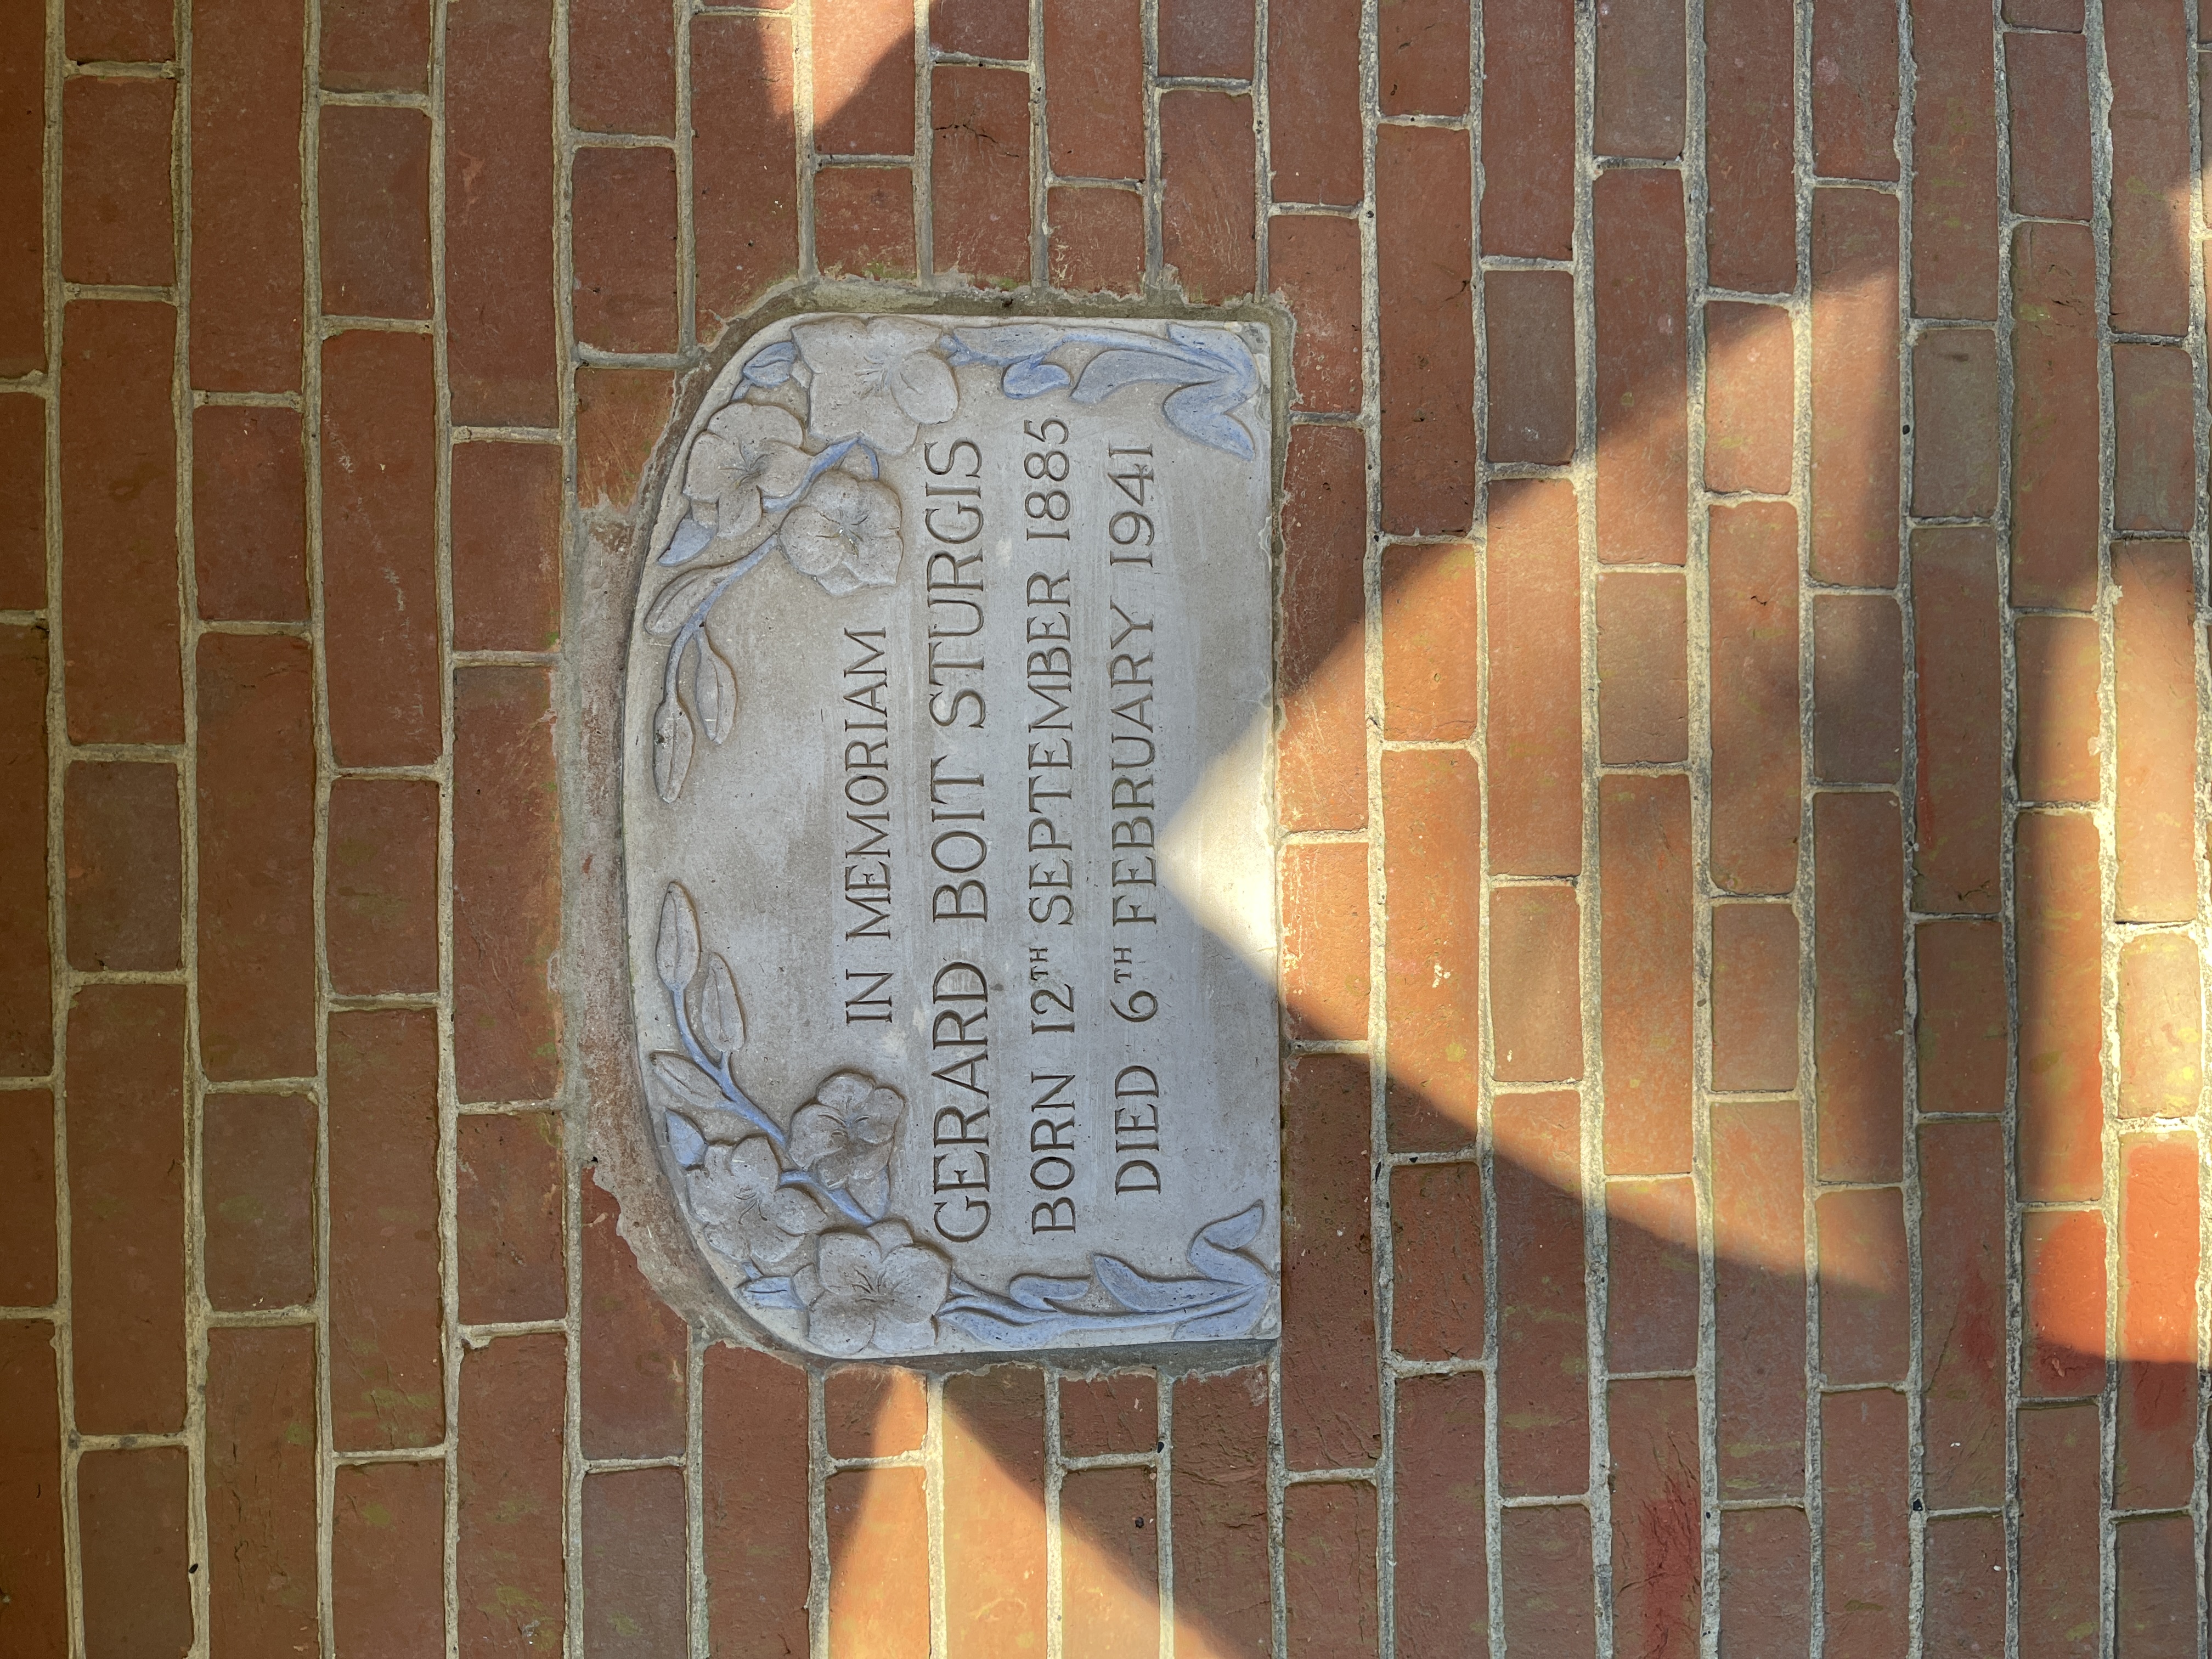 IN MEMORIAM
GERARD BOIT STURGIS
BORN 12TH SEPTEMBER 1885
DIED 6TH FEBRUARY 1941